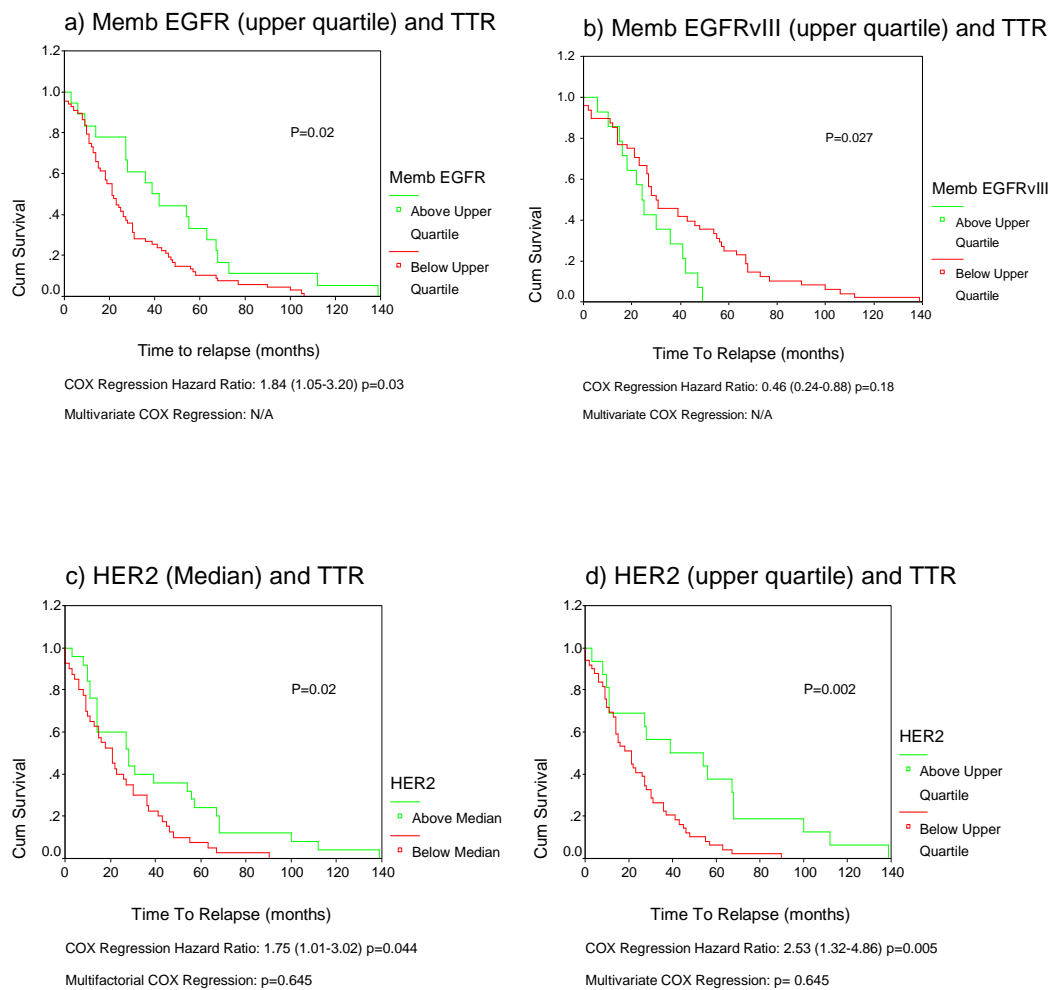 a) Memb EGFR (upper quartile) and TTR
1.2
1.0
.8
.6
.4
.2
0.0
Cum Survival
P=0.02
0 20 40 60 80 100 120 140
Time to relapse (months)
Memb EGFR
Above Upper
Quartile
Below Upper
Quartile
COX Regression Hazard Ratio: 1.84 (1.05-3.20) p=0.03
Multivariate COX Regression: N/A
b) Memb EGFRvIII (upper quartile) and TTR
1.2
1.0
.8
.6
.4
.2
0.0
Cum Survival
P=0.027
0 20 40 60 80 100 120 140
Time To Relapse (months)
Memb EGFRvIII
Above Upper
Quartile
Below Upper
Quartile
COX Regression Hazard Ratio: 0.46 (0.24-0.88) p=0.18
Multivariate COX Regression: N/A
c) HER2 (Median) and TTR
1.2
1.0
.8
.6
.4
.2
0.0
Cum Survival
P=0.02
0 20 40 60 80 100 120 140
Time To Relapse (months)
HER2
Above Median
Below Median
COX Regression Hazard Ratio: 1.75 (1.01-3.02) p=0.044
Multifactorial COX Regression: p=0.645
d) HER2 (upper quartile) and TTR
1.2
1.0
.8
.6
.4
.2
0.0
Cum Survival
P=0.002
0 20 40 60 80 100 120 140
Time To Relapse (months)
HER2
Above Upper
Quartile
Below Upper
Quartile
COX Regression Hazard Ratio: 2.53 (1.32-4.86) p=0.005
Multivariate COX Regression: p= 0.645